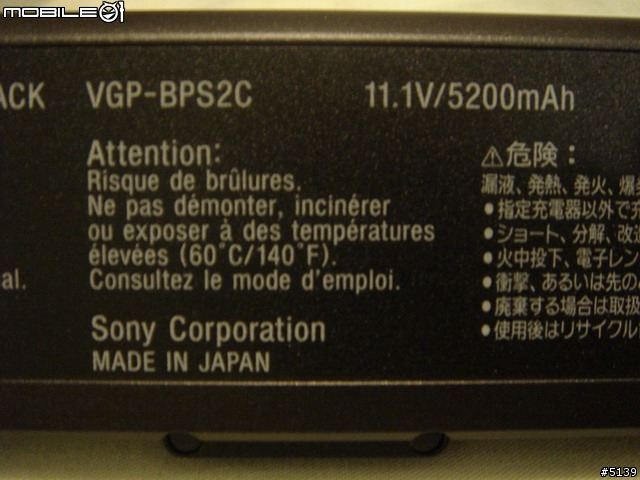 MOBILE01
ACK VGP-BPS2C 11.1V/5200mAh
Attention:
Risque de brûlures.
Ne pas démonter, incinérer
ou exposer à des températures
élevées (60°C/140°F).
Consultez le mode d'emploi.
al.
Sony Corporation
MADE IN JAPAN
⚠危険：
漏液、発熱、発火、爆
•指定充電器以外で充
•ショート、分解、改造
•火中投下、電子レン
•衝撃、あるいは先の
•廃棄する場合は取扱
•使用後はリサイクル
#5139